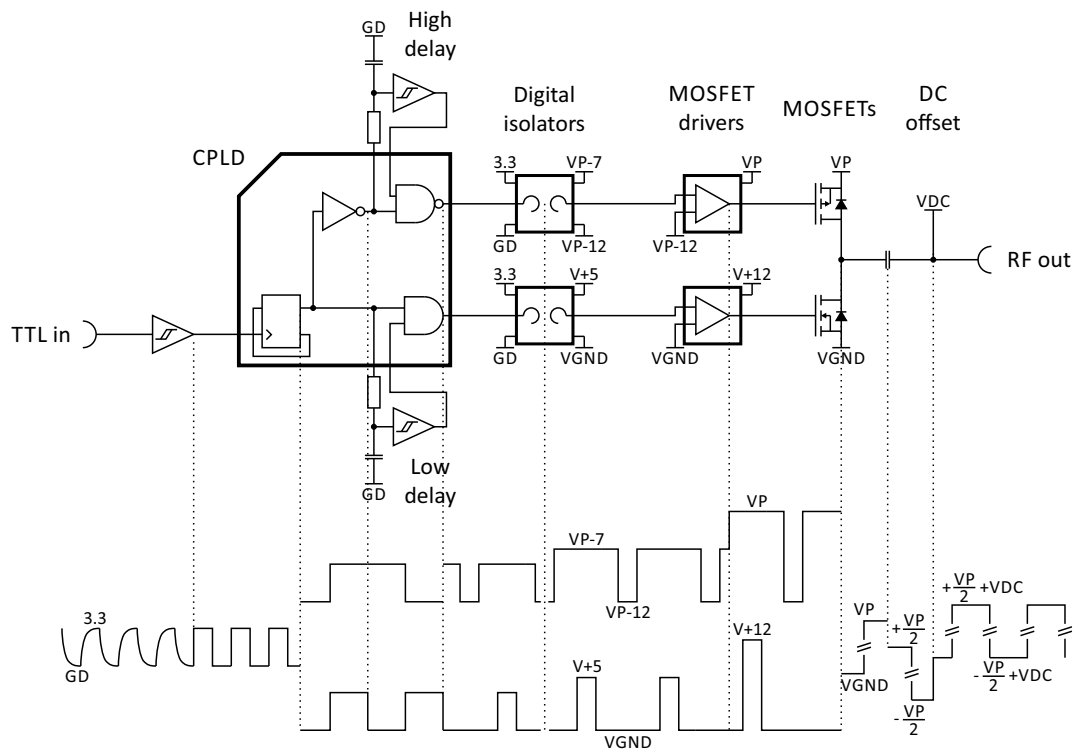 GD
High
delay
Digital
isolators
MOSFET
drivers
MOSFETs
DC
offset
CPLD
3.3
VP-7
VP
VP
VDC
GD
VP-12
VP-12
RF out
3.3
V+5
V+12
TTL in
GD
VGND
VGND
VGND
GD
Low
delay
VP
VP-7
VP-12
3.3
GD
V+5
VGND
V+12
VP
VGND
+VP/2
-VP/2
+VP/2+VDC
-VP/2+VDC